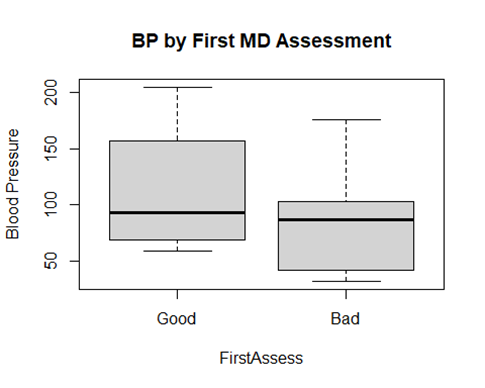 BP by First MD Assessment
Blood Pressure
200
150
100
50
Good Bad
FirstAssess